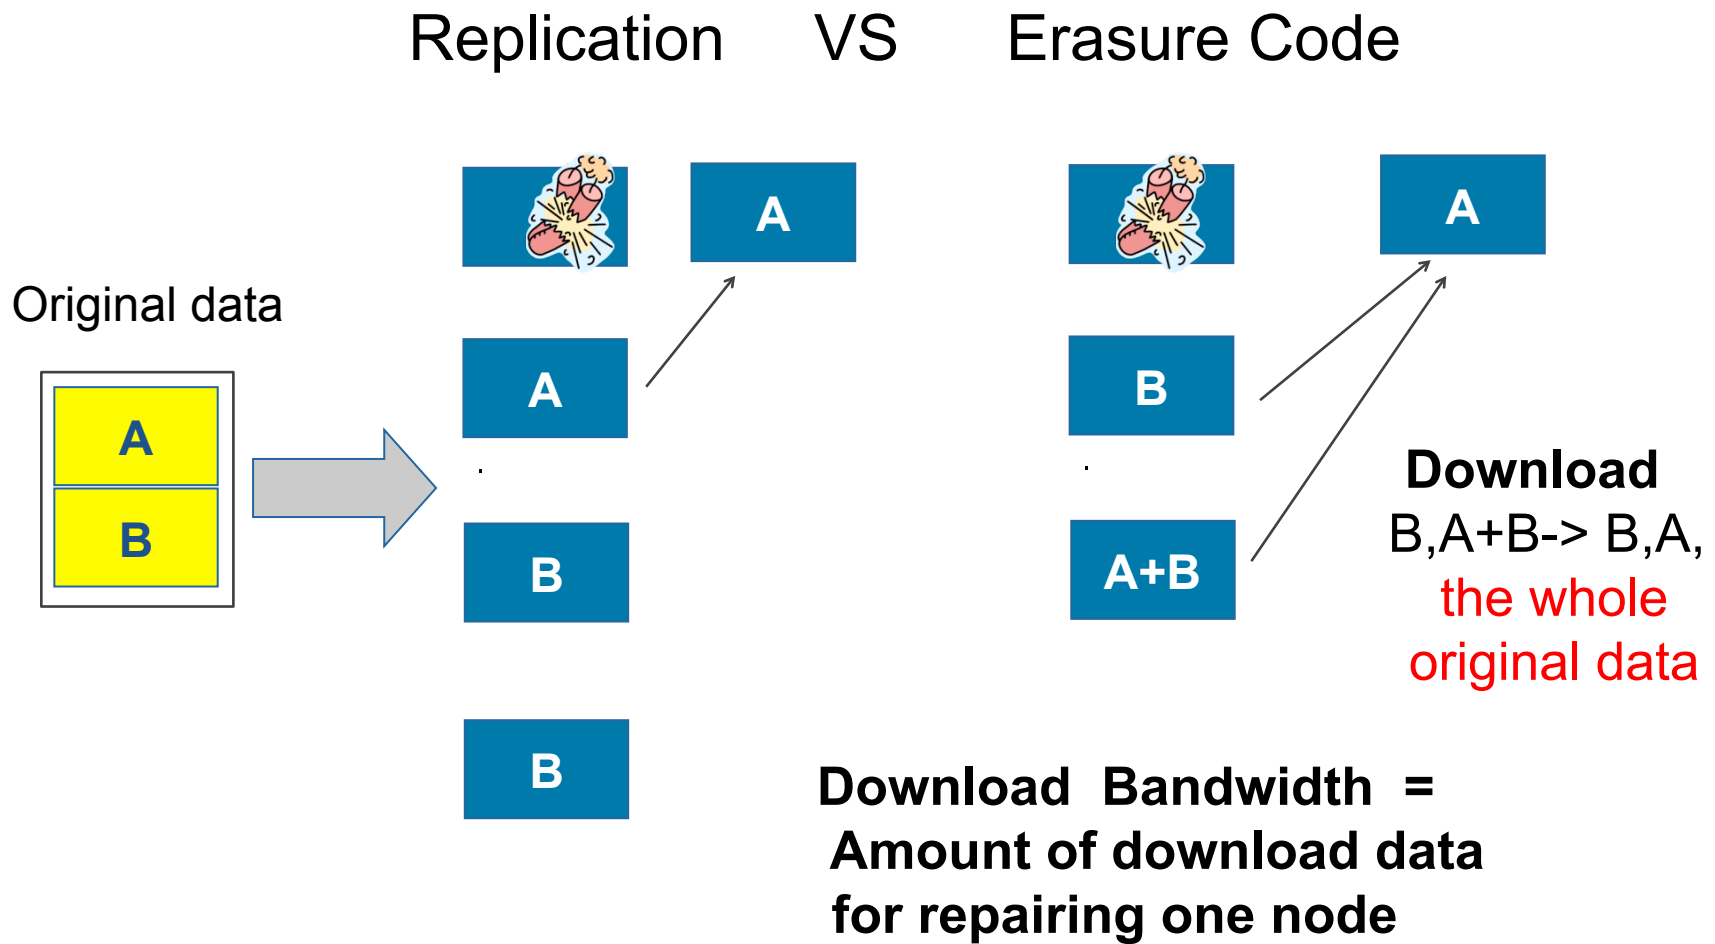 Replication VS Erasure Code
A
A
Original data
A
B
A
B
B
A+B
B
Download
B,A+B-> B,A,
the whole
original data
Download Bandwidth =
Amount of download data
for repairing one node